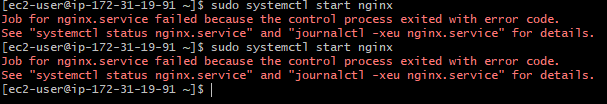 [ec2-user@ip-172-31-19-91 ~]$ sudo systemctl start nginx
Job for nginx.service failed because the control process exited with error code.
See "systemctl status nginx.service" and "journalctl -xeu nginx.service" for details.
[ec2-user@ip-172-31-19-91 ~]$ sudo systemctl start nginx
Job for nginx.service failed because the control process exited with error code.
See "systemctl status nginx.service" and "journalctl -xeu nginx.service" for details.
[ec2-user@ip-172-31-19-91 ~]$